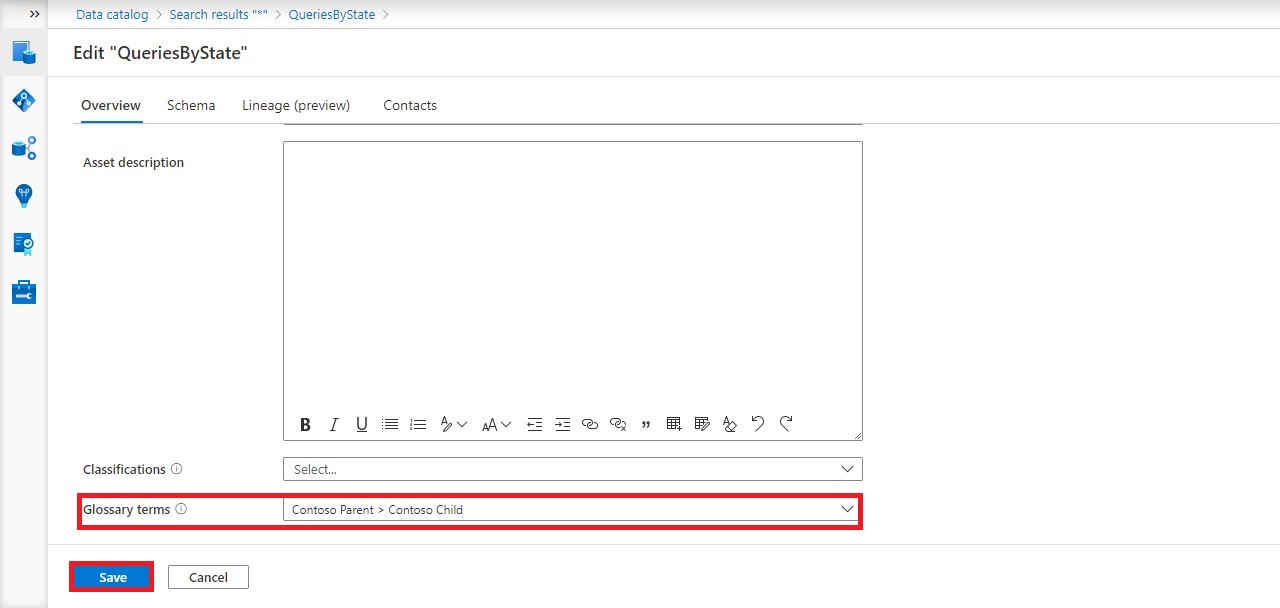 Data catalog > Search results "*" > QueriesByState >
Edit "QueriesByState"
Overview Schema Lineage (preview) Contacts
Asset description
B I U A AA "
Classifications Select...
Glossary terms Contoso Parent > Contoso Child
Save Cancel